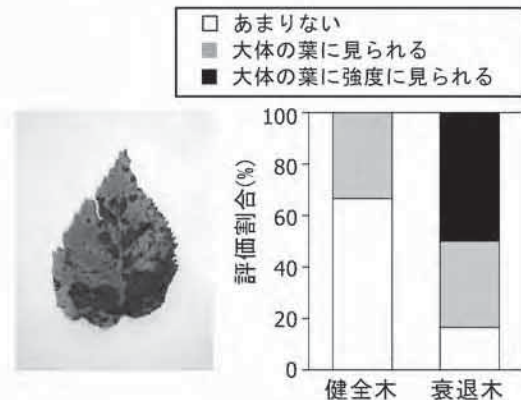 あまりない
大体の葉に見られる
大体の葉に強度に見られる
評価割合(%)
100
80
60
40
20
0
健全木
衰退木